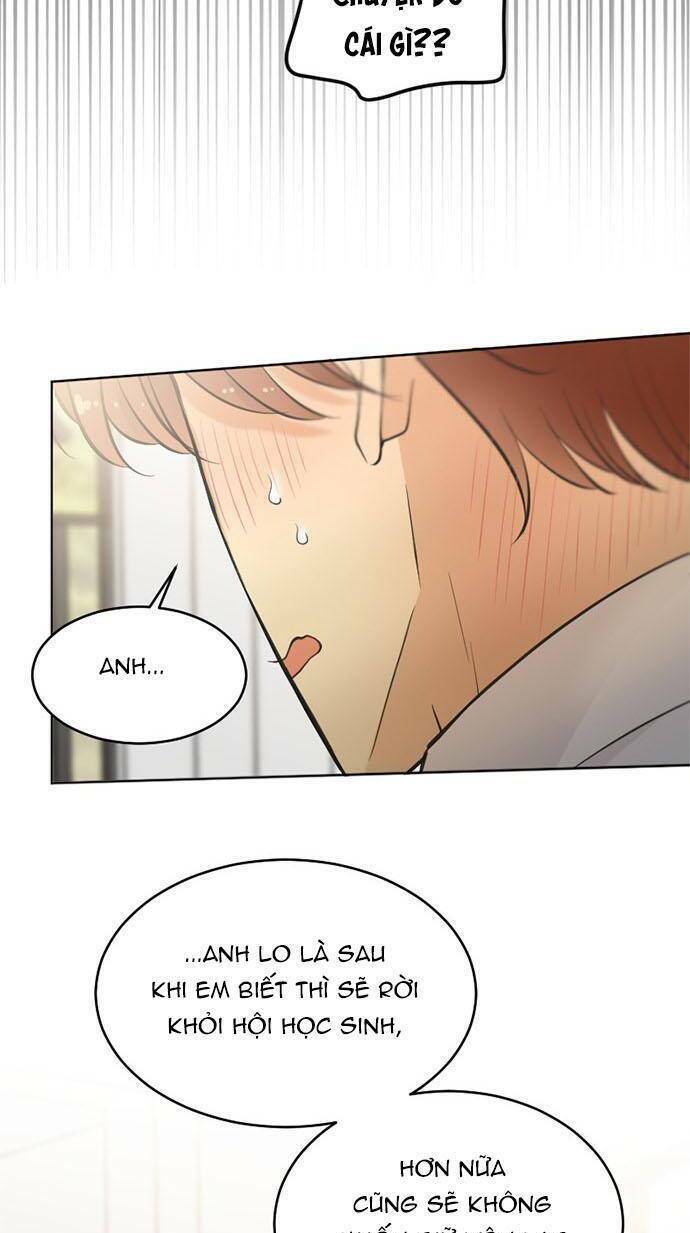 CÁI GÌ??
ANH...
...ANH LO LÀ SAU
KHI EM BIẾT THÌ SẼ RỜI
KHỎI HỘI HỌC SINH,
HƠN NỮA
CŨNG SẼ KHÔNG